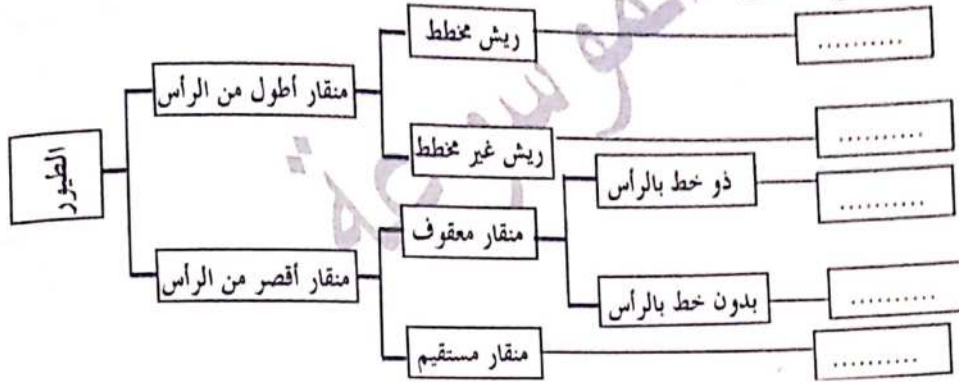 الطيور
منقار أطول من الرأس
ريش مخطط
..........
ريش غير مخطط
..........
منقار أقصر من الرأس
منقار معقوف
ذو خط بالرأس
..........
بدون خط بالرأس
..........
منقار مستقيم
..........
موسوعة